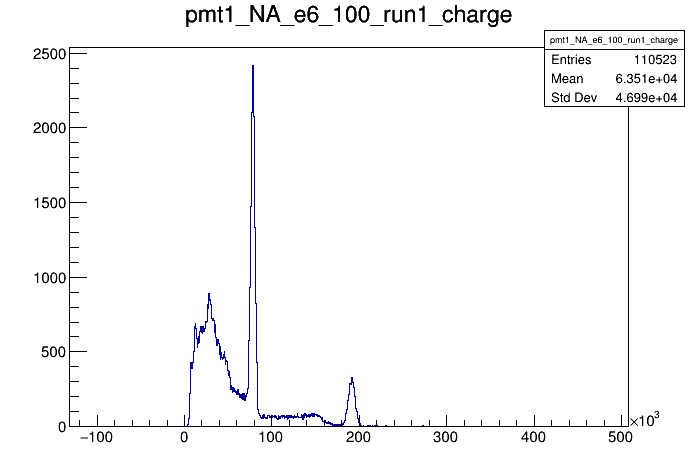 pmt1_NA_e6_100_run1_charge
pmt1_NA_e6_100_run1_charge
Entries 110523
Mean 6.351e+04
Std Dev 4.699e+04
2500
2000
1500
1000
500
0
−100 0 100 200 300 400 500
×10³